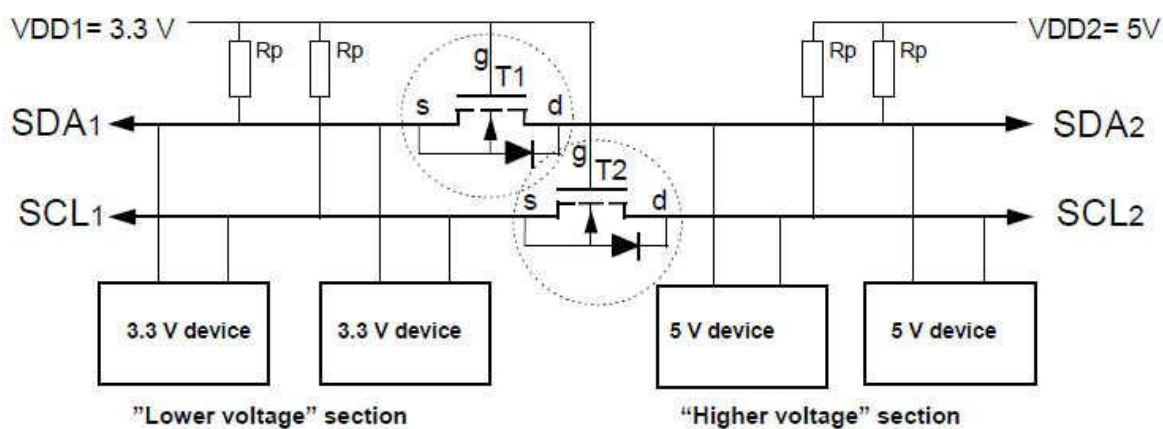 VDD1= 3.3 V
VDD2= 5V
Rp Rp
Rp Rp
g T1
SDA1 s d SDA2
g T2
SCL1 s d SCL2
3.3 V device 3.3 V device 5 V device 5 V device
”Lower voltage” section “Higher voltage” section